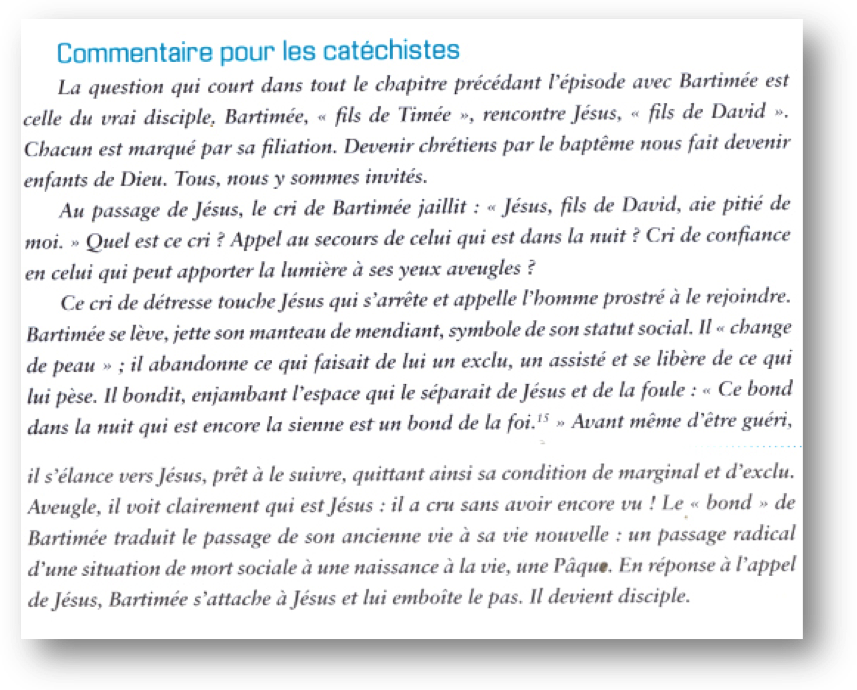 Commentaire pour les catéchistes
La question qui court dans tout le chapitre précédant l'épisode avec Bartimée est
celle du vrai disciple. Bartimée, « fils de Timée », rencontre Jésus, « fils de David ».
Chacun est marqué par sa filiation. Devenir chrétiens par le baptême nous fait devenir
enfants de Dieu. Tous, nous y sommes invités.
Au passage de Jésus, le cri de Bartimée jaillit : « Jésus, fils de David, aie pitié de
moi. » Quel est ce cri ? Appel au secours de celui qui est dans la nuit ? Cri de confiance
en celui qui peut apporter la lumière à ses yeux aveugles ?
Ce cri de détresse touche Jésus qui s'arrête et appelle l'homme prostré à le rejoindre.
Bartimée se lève, jette son manteau de mendiant, symbole de son statut social. Il « change
de peau » ; il abandonne ce qui faisait de lui un exclu, un assisté et se libère de ce qui
lui pèse. Il bondit, enjambant l'espace qui le séparait de Jésus et de la foule : « Ce bond
dans la nuit qui est encore la sienne est un bond de la foi.¹⁵ » Avant même d'être guéri,
il s'élance vers Jésus, prêt à le suivre, quittant ainsi sa condition de marginal et d'exclu.
Aveugle, il voit clairement qui est Jésus : il a cru sans avoir encore vu ! Le « bond » de
Bartimée traduit le passage de son ancienne vie à sa vie nouvelle : un passage radical
d'une situation de mort sociale à une naissance à la vie, une Pâque. En réponse à l'appel
de Jésus, Bartimée s'attache à Jésus et lui emboîte le pas. Il devient disciple.